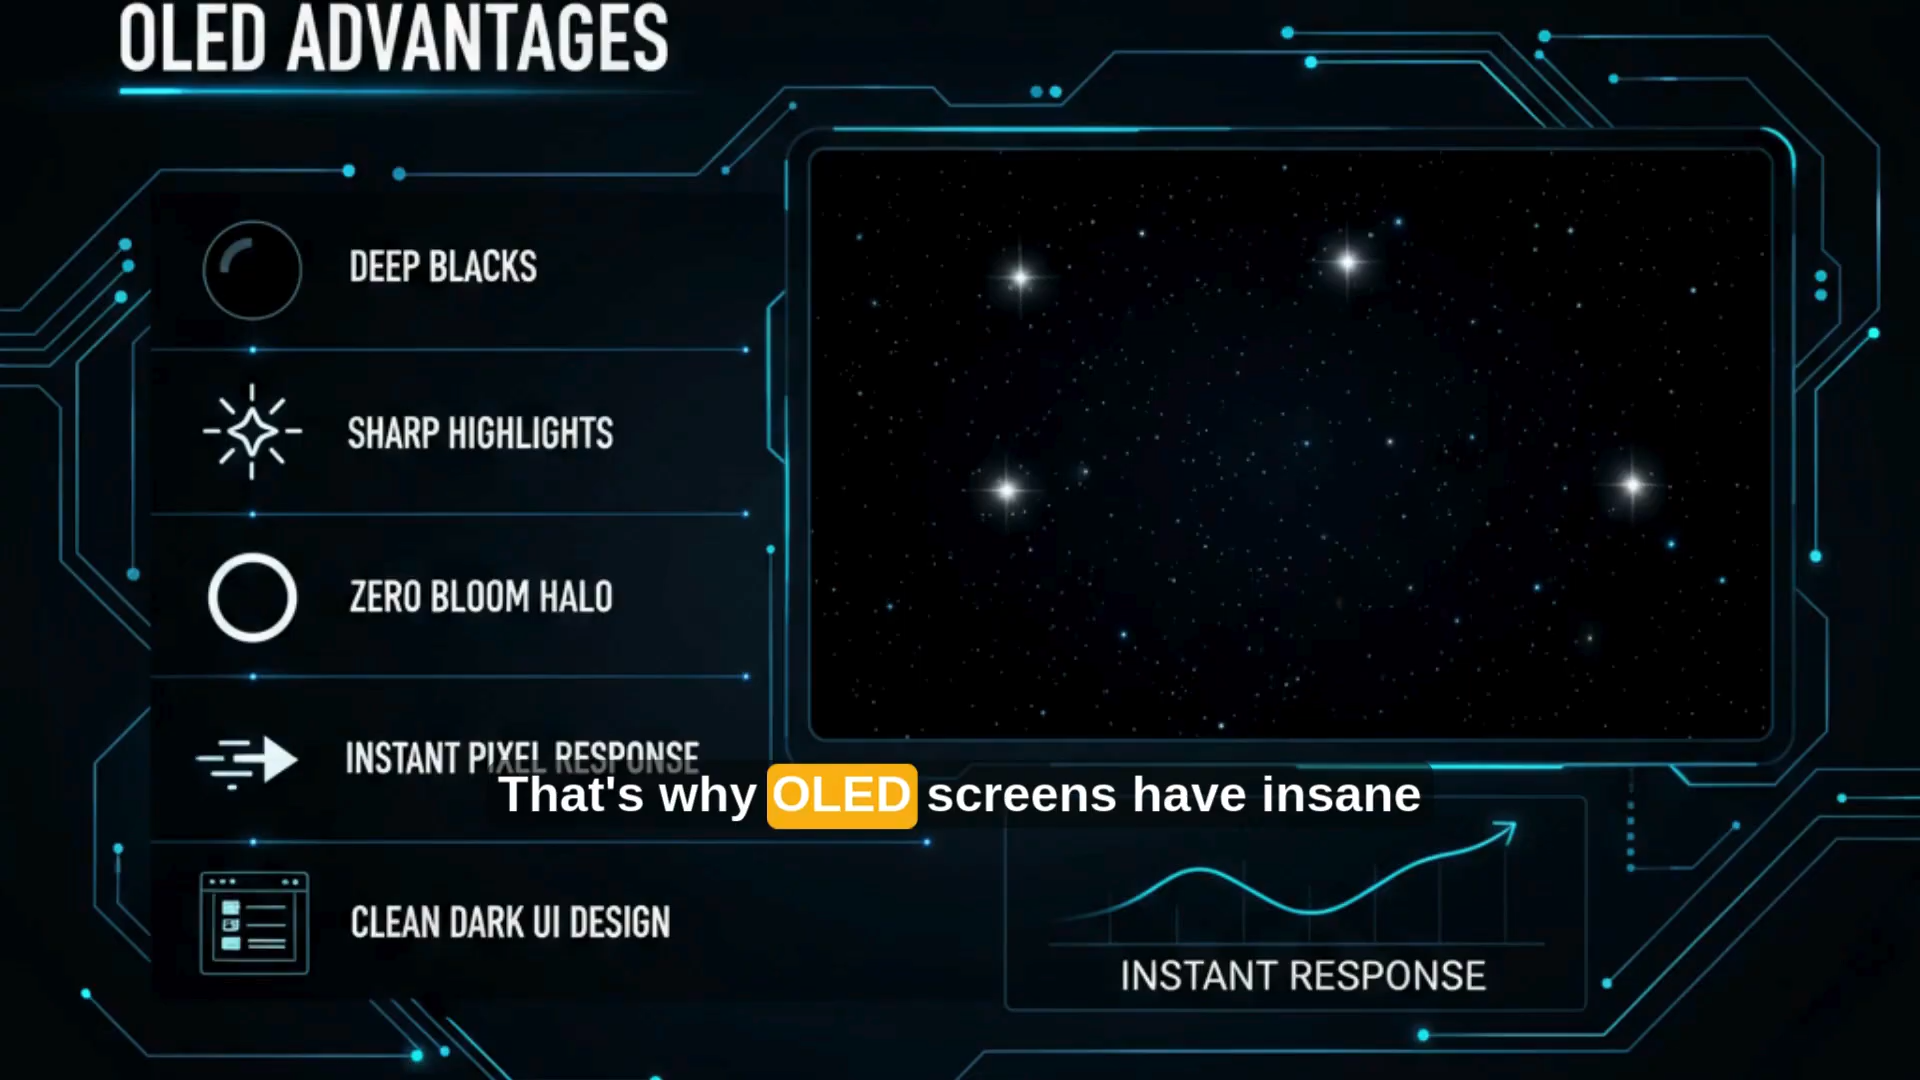 OLED ADVANTAGES
DEEP BLACKS
SHARP HIGHLIGHTS
ZERO BLOOM HALO
INSTANT PIXEL RESPONSE
That's why OLED screens have insane
CLEAN DARK UI DESIGN
INSTANT RESPONSE